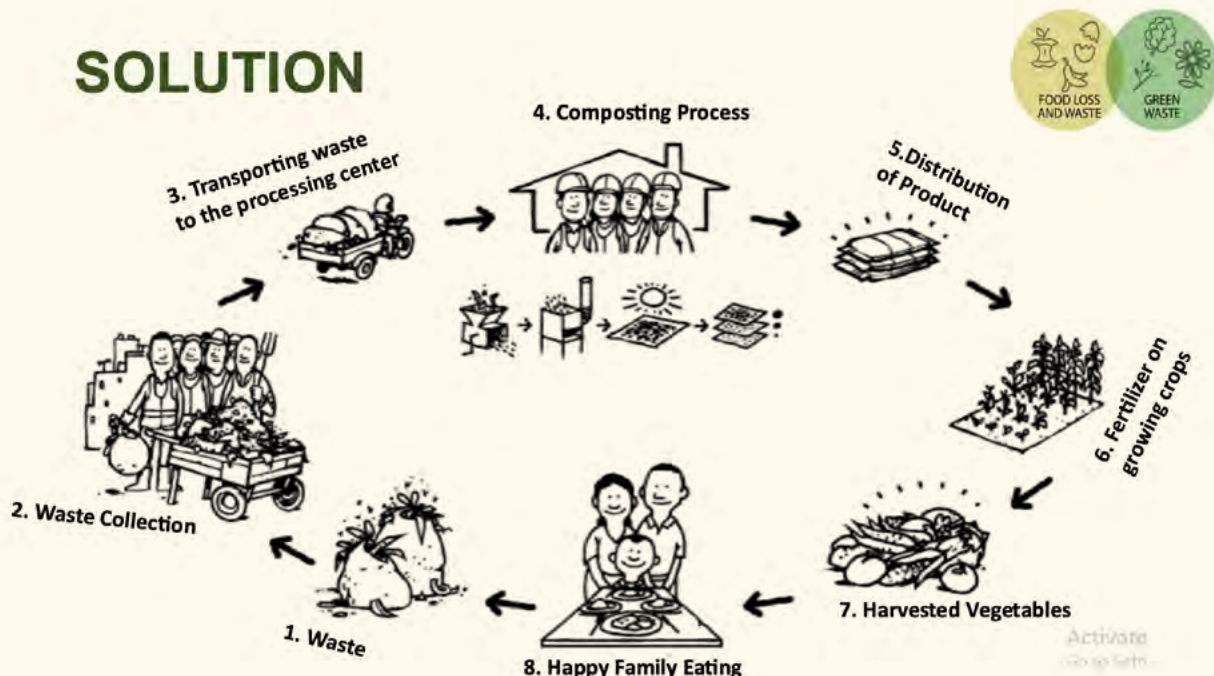 SOLUTION
FOOD LOSS
AND WASTE
GREEN
WASTE
4. Composting Process
3. Transporting waste
to the processing center
5.Distribution
of Product
6. Fertilizer on
growing crops
2. Waste Collection
1. Waste
7. Harvested Vegetables
8. Happy Family Eating
Activate